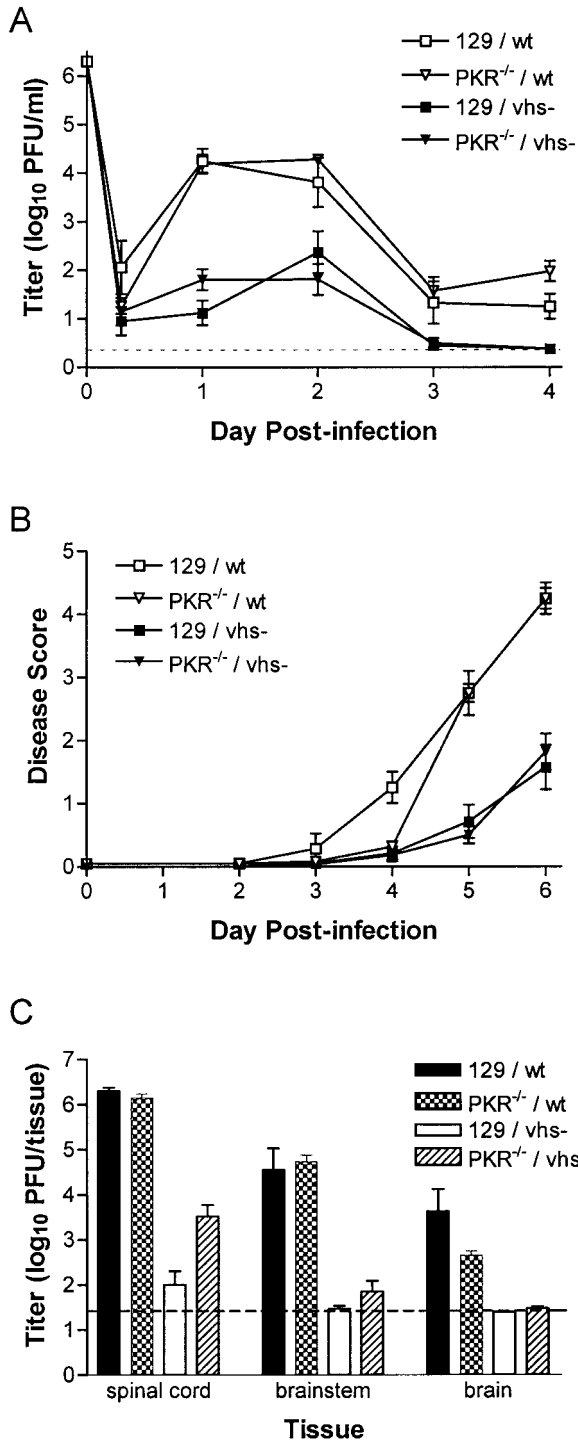 A
129 / wt
PKR-/- / wt
129 / vhs-
PKR-/- / vhs-
Titer (log10 PFU/ml)
6
5
4
3
2
1
0
0 1 2 3 4
Day Post-infection
B
129 / wt
PKR-/- / wt
129 / vhs-
PKR-/- / vhs-
Disease Score
5
4
3
2
1
0
0 1 2 3 4 5 6
Day Post-infection
C
129 / wt
PKR-/- / wt
129 / vhs-
PKR-/- / vhs
Titer (log10 PFU/tissue)
7
6
5
4
3
2
1
0
spinal cord brainstem brain
Tissue